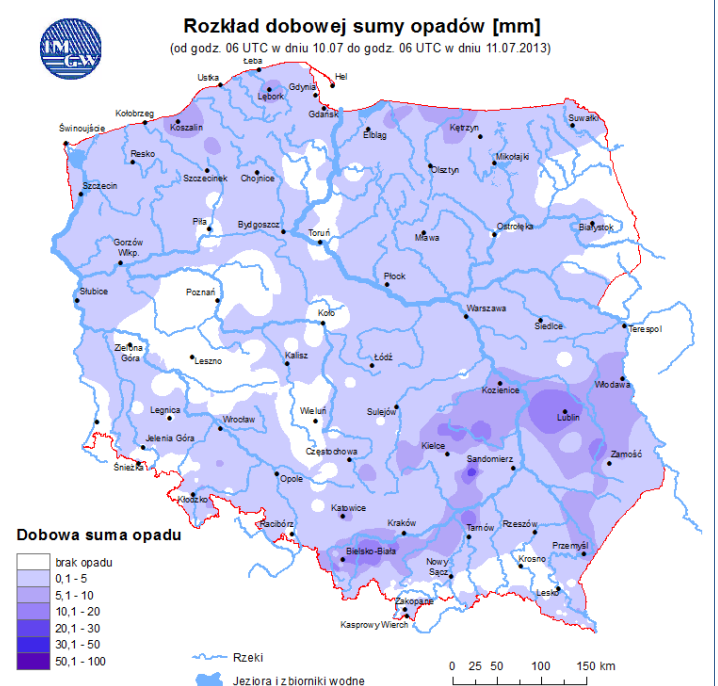 Rozkład dobowej sumy opadów [mm]
(od godz. 06 UTC w dniu 10.07 do godz. 06 UTC w dniu 11.07.2013)
IM
GW
Łeba
Ustka
Hel
Gdynia
Lębork
Kołobrzeg
Koszalin
Gdańsk
Suwałki
Świnoujście
Elbląg
Kętrzyn
Resko
Mikołajki
Szczecinek
Chojnice
Olsztyn
Szczecin
Piła
Bydgoszcz
Toruń
Mława
Ostrołęka
Białystok
Gorzów
Wlkp.
Płock
Słubice
Poznań
Koło
Warszawa
Siedlce
Terespol
Zielona
Góra
Leszno
Kalisz
Łódź
Kozienice
Włodawa
Legnica
Wrocław
Wieluń
Sulejów
Lublin
Jelenia Góra
Częstochowa
Kielce
Sandomierz
Zamość
Śnieżka
Opole
Kłodzko
Katowice
Racibórz
Kraków
Tarnów
Rzeszów
Przemyśl
Bielsko-Biała
Nowy
Sącz
Krosno
Lesko
Zakopane
Kasprowy Wierch
Dobowa suma opadu
brak opadu
0,1 - 5
5,1 - 10
10,1 - 20
20,1 - 30
30,1 - 50
50,1 - 100
Rzeki
Jeziora i zbiorniki wodne
0 25 50 100 150 km